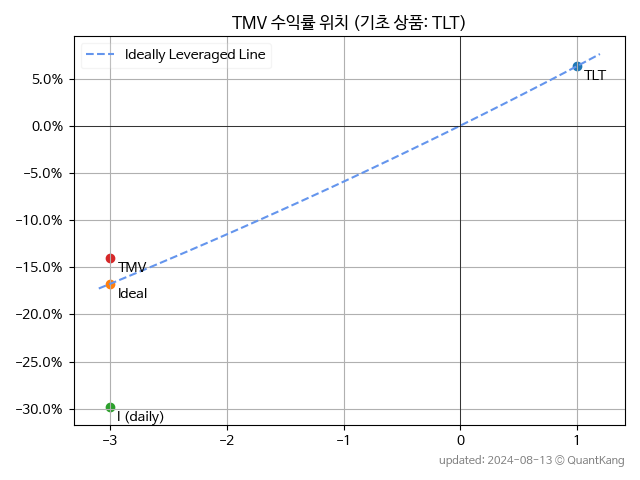 TMV 수익률 위치 (기초 상품: TLT)
Ideally Leveraged Line
5.0%
TLT
0.0%
-5.0%
-10.0%
-15.0%
TMV
Ideal
-20.0%
-25.0%
-30.0%
I (daily)
-3
-2
-1
0
1
updated: 2024-08-13 © QuantKang